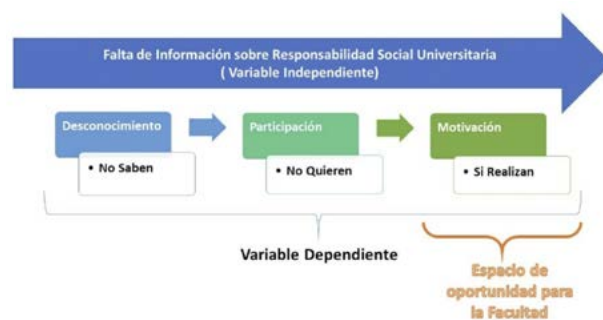 Falta de Información sobre Responsabilidad Social Universitaria
( Variable Independiente)
Desconocimiento
• No Saben
Participación
• No Quieren
Motivación
• Si Realizan
Variable Dependiente
Espacio de
oportunidad para
la Facultad